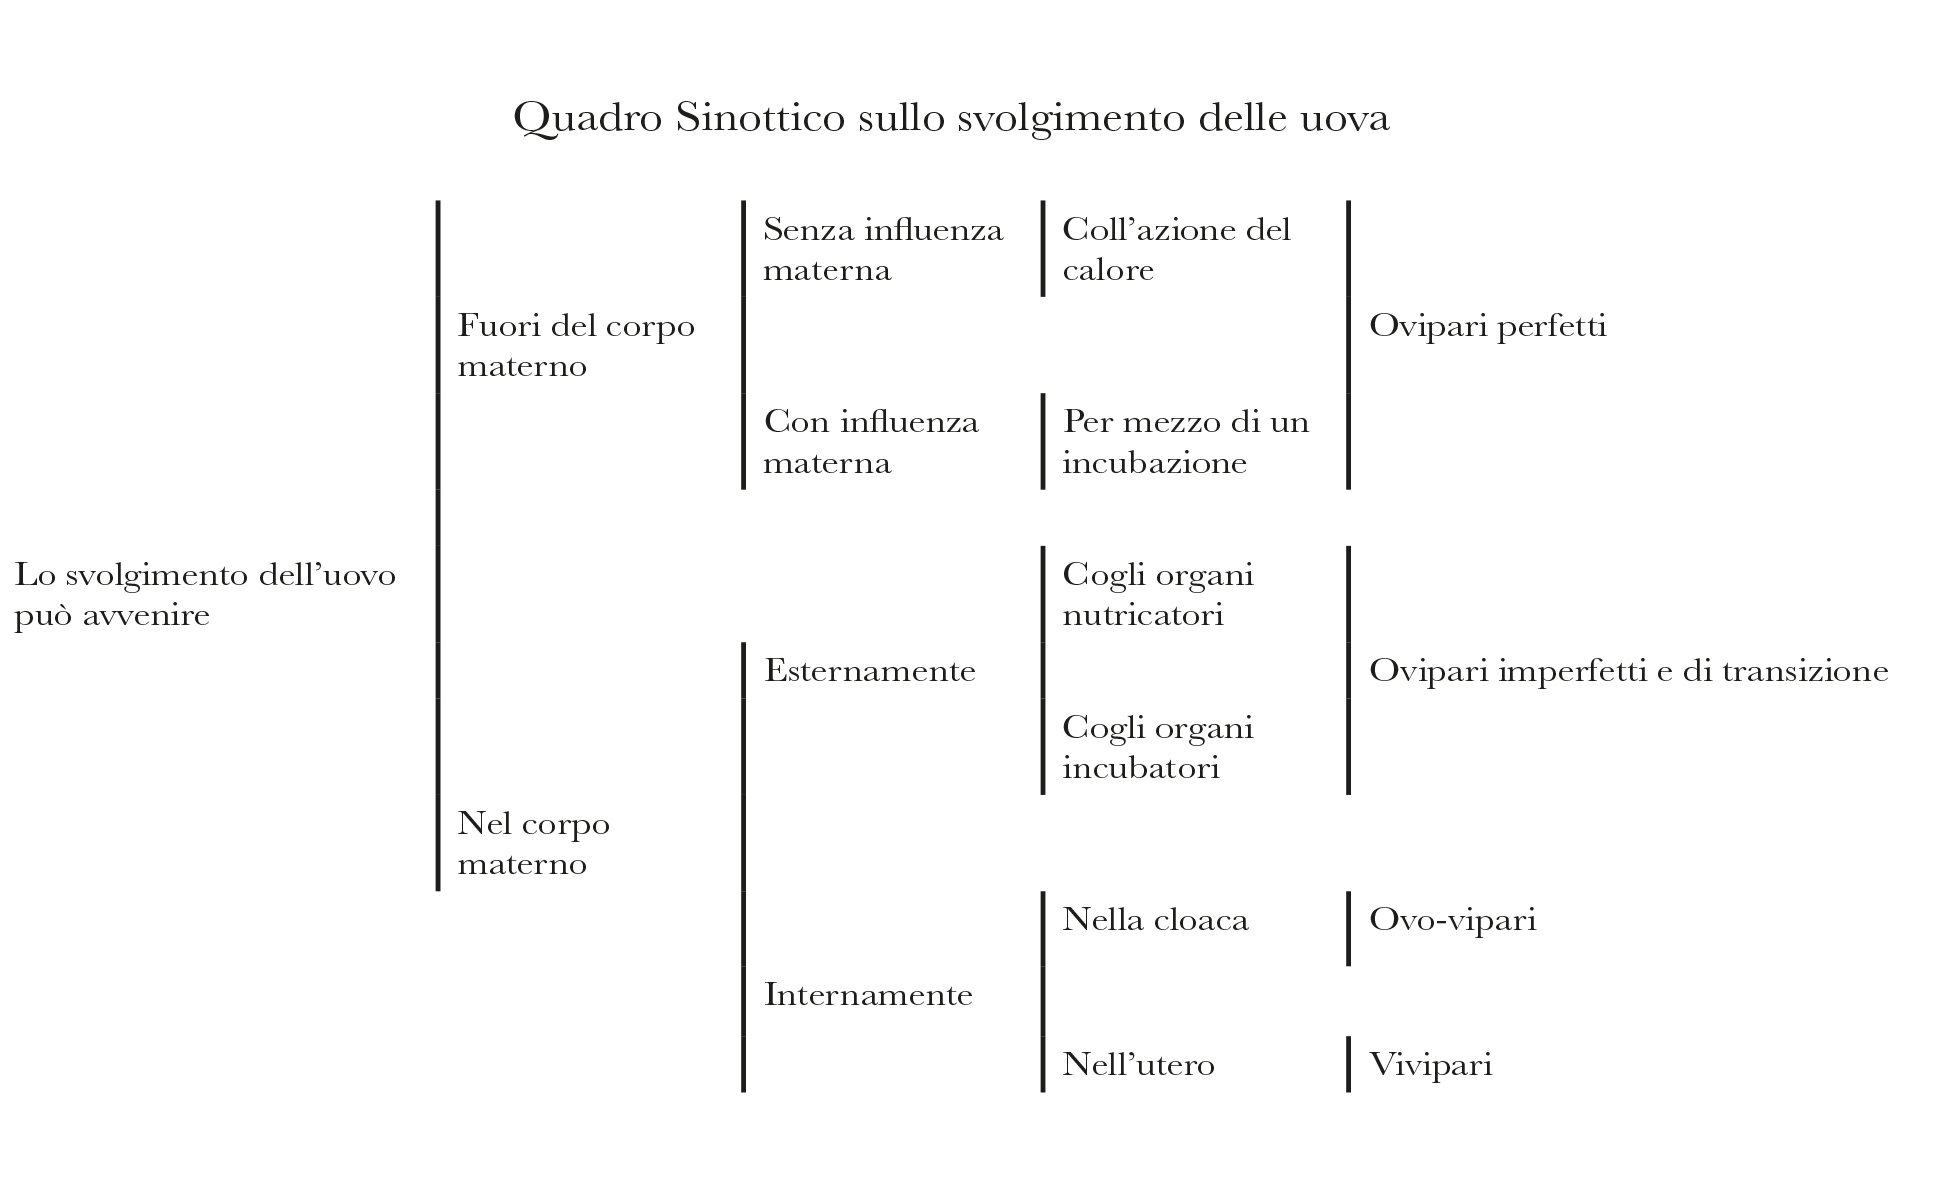 Quadro Sinottico sullo svolgimento delle uova
Lo svolgimento dell’uovo
può avvenire
Fuori del corpo
materno
Senza influenza
materna
Coll’azione del
calore
Con influenza
materna
Per mezzo di un
incubazione
Ovipari perfetti
Nel corpo
materno
Esternamente
Cogli organi
nutricatori
Cogli organi
incubatori
Ovipari imperfetti e di transizione
Internamente
Nella cloaca
Ovo-vipari
Nell’utero
Vivipari